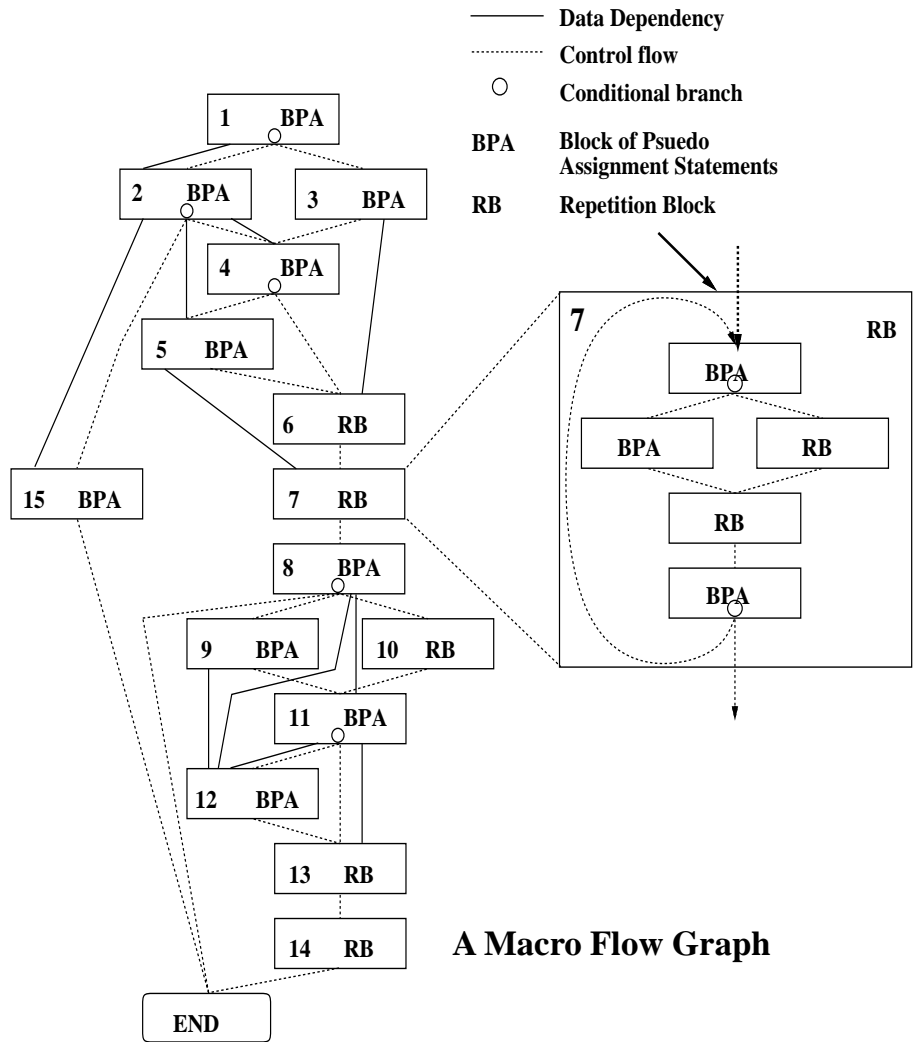 Data Dependency
Control flow
Conditional branch
BPA Block of Psuedo
Assignment Statements
RB Repetition Block
1 BPA
2 BPA
3 BPA
4 BPA
5 BPA
6 RB
15 BPA
7 RB
8 BPA
9 BPA
10 RB
11 BPA
12 BPA
13 RB
14 RB
END
7 RB
BPA
BPA
RB
RB
BPA
A Macro Flow Graph